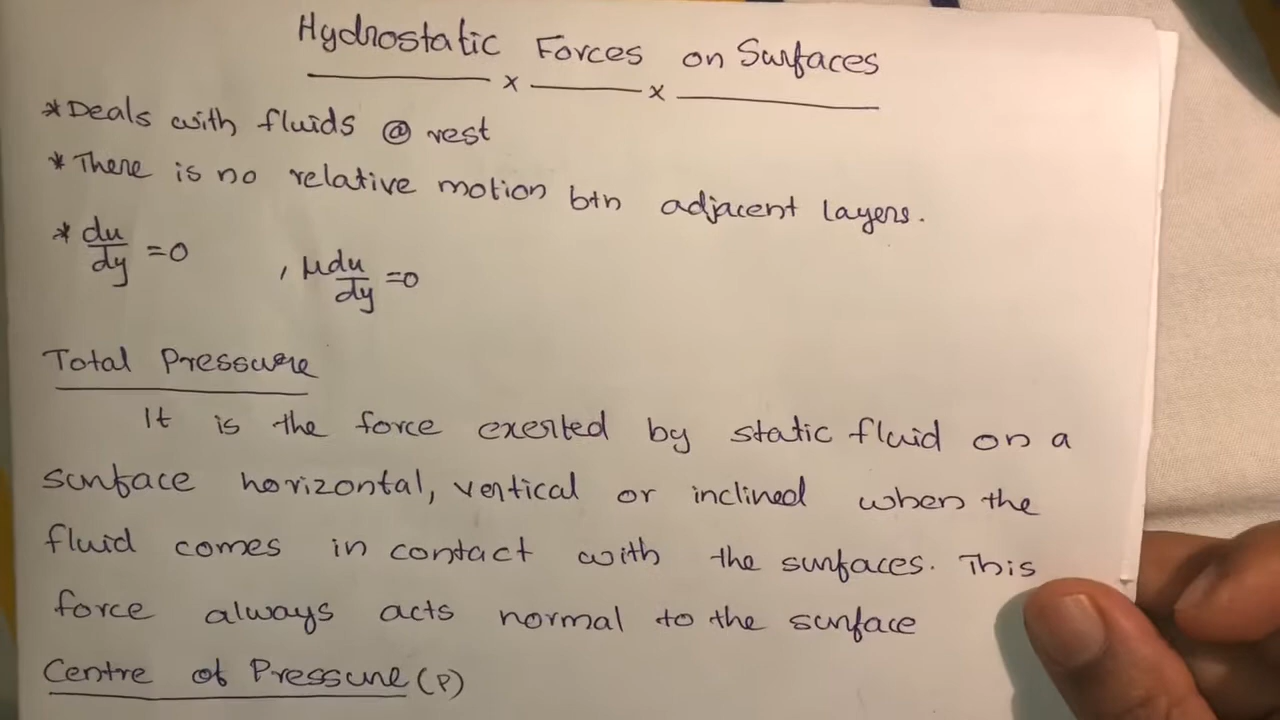 Hydrostatic Forces on Surfaces
* Deals with fluids @ rest
* There is no relative motion btn adjacent layers.
* du/dy = 0 , μdu/dy = 0
Total Pressure
It is the force exerted by static fluid on a
surface horizontal, vertical or inclined when the
fluid comes in contact with the surfaces. This
force always acts normal to the surface
Centre of Pressure (P)